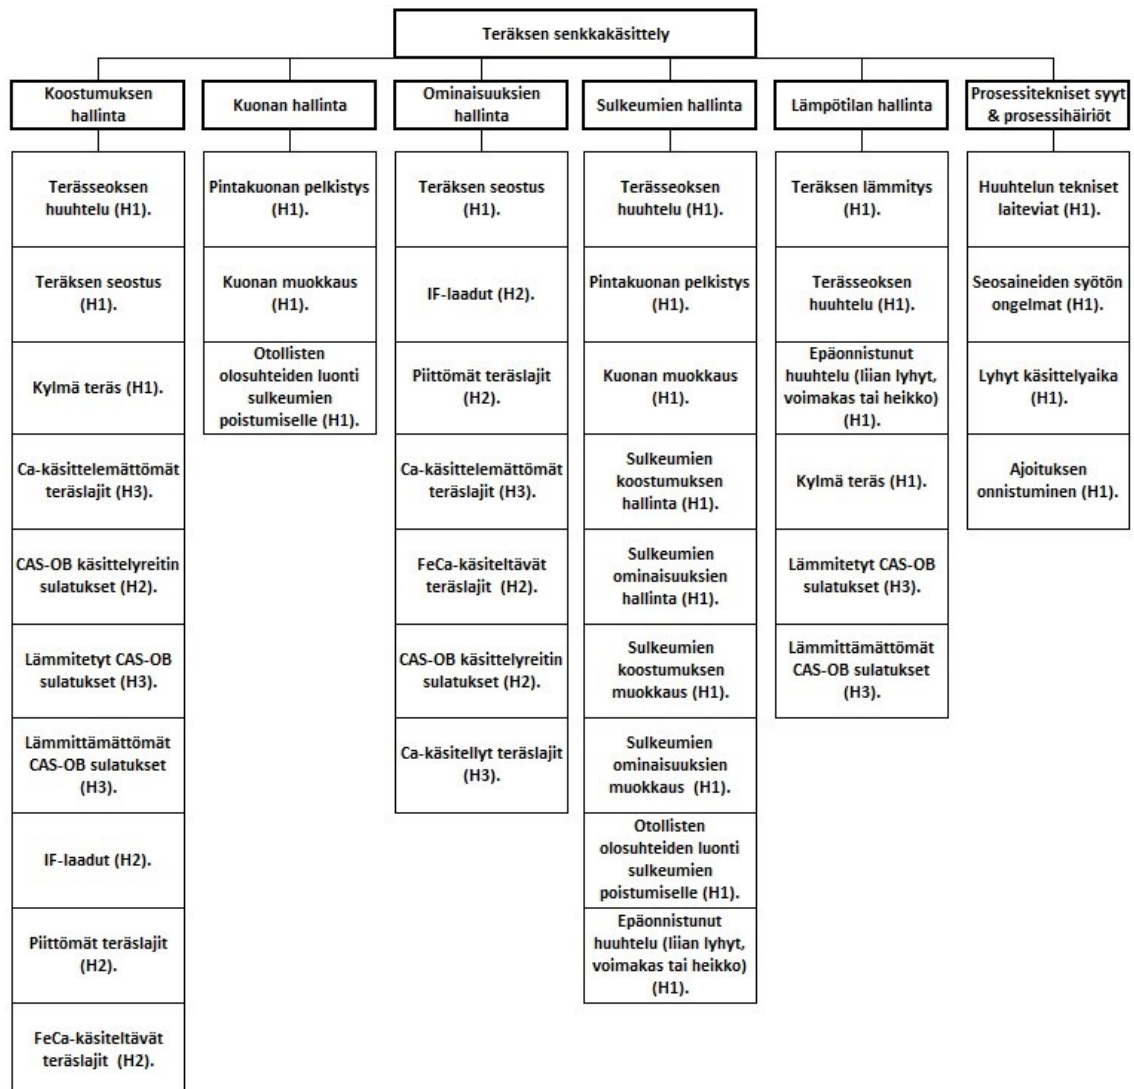 Teräksen senkkakäsittely
Koostumuksen
hallinta
Terässeoksen
huuhtelu (H1).
Teräksen seostus
(H1).
Kylmä teräs (H1).
Ca-käsittelemättömät
teräslajit (H3).
CAS-OB käsittelyreitin
sulatukset (H2).
Lämmitetyt CAS-OB
sulatukset (H3).
Lämmittämättömät
CAS-OB sulatukset
(H3).
IF-laadut (H2).
Piittömät teräslajit
(H2).
FeCa-käsiteltävät
teräslajit (H2).
Kuonan hallinta
Pintakuonan pelkistys
(H1).
Kuonan muokkaus
(H1).
Otollisten
olosuhteiden luonti
sulkeumien
poistumiselle (H1).
Ominaisuuksien
hallinta
Teräksen seostus
(H1).
IF-laadut (H2).
Piittömät teräslajit
(H2).
Ca-käsittelemättömät
teräslajit (H3).
FeCa-käsiteltävät
teräslajit (H2).
CAS-OB käsittelyreitin
sulatukset (H2).
Ca-käsitellyt teräslajit
(H3).
Sulkeumien hallinta
Terässeoksen
huuhtelu (H1).
Pintakuonan pelkistys
(H1).
Kuonan muokkaus
(H1).
Sulkeumien
koostumuksen
hallinta (H1).
Sulkeumien
ominaisuuksien
hallinta (H1).
Sulkeumien
koostumuksen
muokkaus (H1).
Sulkeumien
ominaisuuksien
muokkaus (H1).
Otollisten
olosuhteiden luonti
sulkeumien
poistumiselle (H1).
Epäonnistunut
huuhtelu (liian lyhyt,
voimakas tai heikko)
(H1).
Lämpötilan hallinta
Teräksen lämmitys
(H1).
Terässeoksen
huuhtelu (H1).
Epäonnistunut
huuhtelu (liian lyhyt,
voimakas tai heikko)
(H1).
Kylmä teräs (H1).
Lämmitetyt CAS-OB
sulatukset (H3).
Lämmittämättömät
CAS-OB sulatukset
(H3).
Prosessitekniset syyt
& prosessihäiriöt
Huuhtelun tekniset
laiteviat (H1).
Seosaineiden syötön
ongelmat (H1).
Lyhyt käsittelyaika
(H1).
Ajoituksen
onnistuminen (H1).